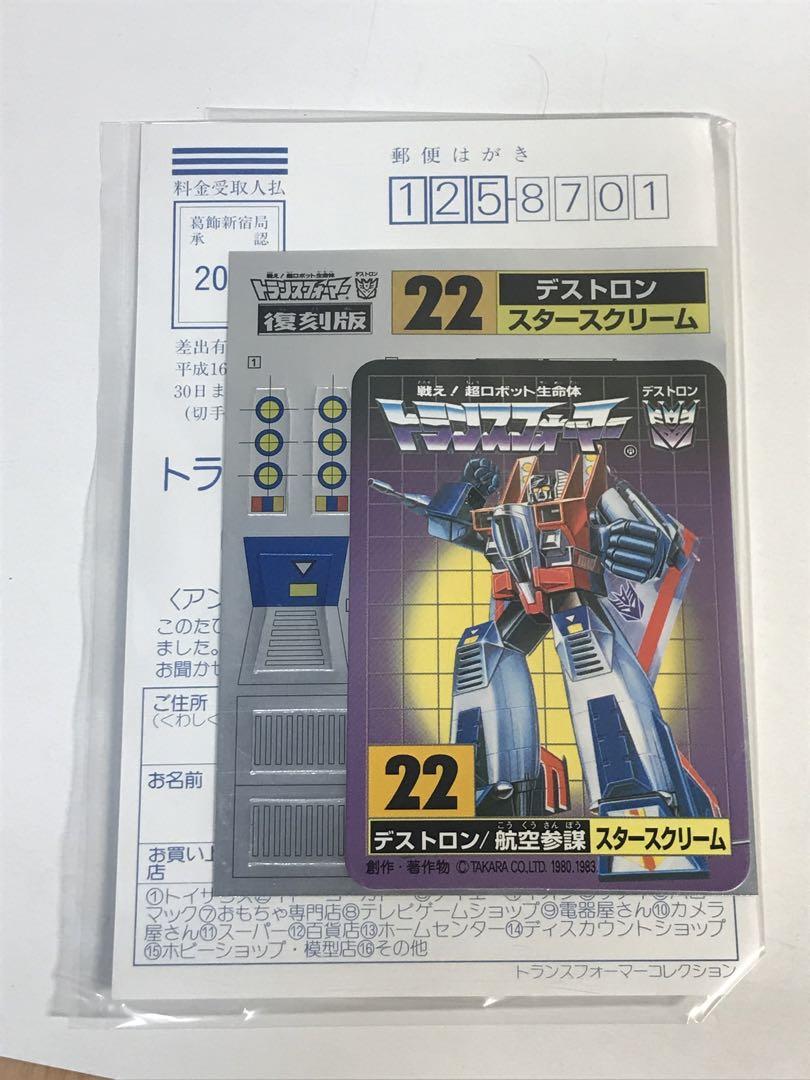 郵便はがき
料金受取人払
125-8701
葛飾新宿局
承認
20
差出有
平成16
30日ま
(切手
トラ
〈アン
このたび
ました。
お聞かせ
ご住所
(くわしく
お名前
お買い上
店
①トイザらス
マック⑦おもちゃ専門店⑧テレビゲームショップ⑨電器屋さん⑩カメラ
屋さん⑪スーパー⑫百貨店⑬ホームセンター⑭ディスカウントショップ
⑮ホビーショップ・模型店⑯その他
トランスフォーマーコレクション
戦え!超ロボット生命体
トランスフォーマー
デストロン
復刻版
22
デストロン
スタースクリーム
1
戦え!超ロボット生命体
トランスフォーマー
デストロン
22
デストロン/航空参謀 スタースクリーム
こうくうさんぼう
創作・著作物 ©TAKARA CO.,LTD. 1980,1983